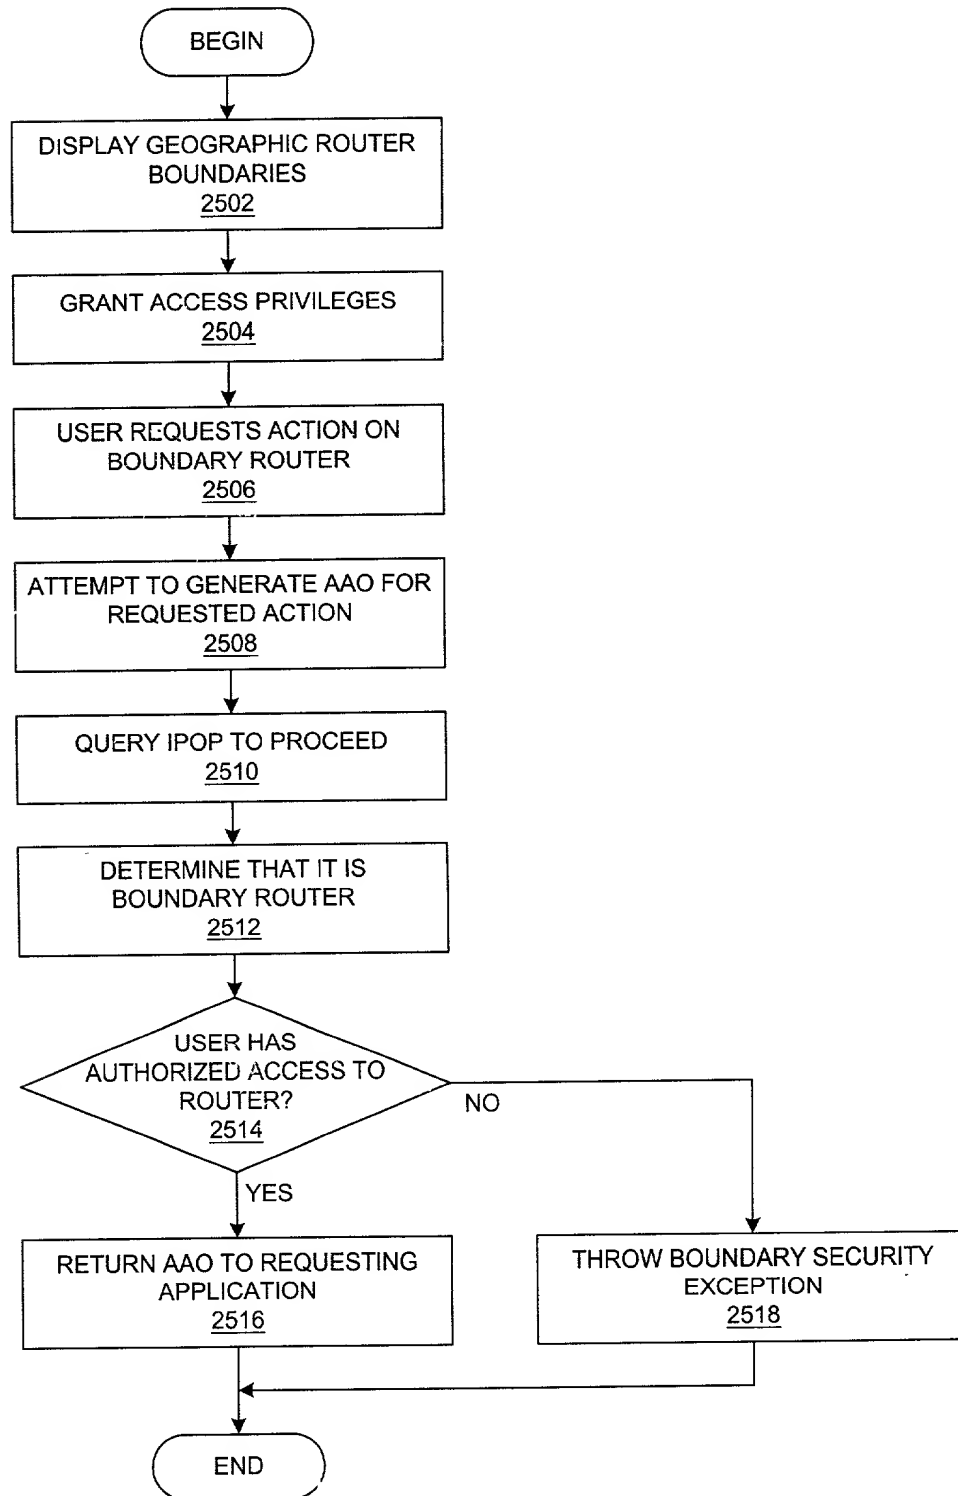 BEGIN
DISPLAY GEOGRAPHIC ROUTER
BOUNDARIES
2502
GRANT ACCESS PRIVILEGES
2504
USER REQUESTS ACTION ON
BOUNDARY ROUTER
2506
ATTEMPT TO GENERATE AAO FOR
REQUESTED ACTION
2508
QUERY IPOP TO PROCEED
2510
DETERMINE THAT IT IS
BOUNDARY ROUTER
2512
USER HAS
AUTHORIZED ACCESS TO
ROUTER?
2514
NO
YES
RETURN AAO TO REQUESTING
APPLICATION
2516
THROW BOUNDARY SECURITY
EXCEPTION
2518
END